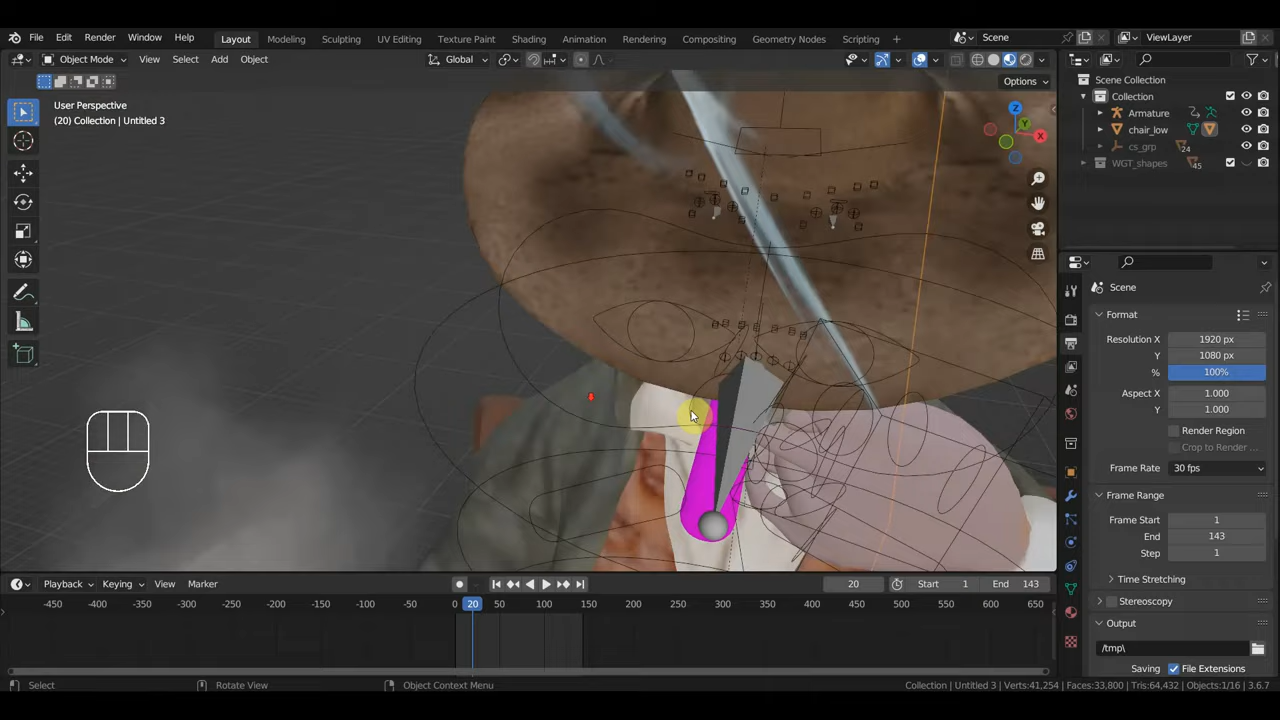 File Edit Render Window Help Layout Modeling Sculpting UV Editing Texture Paint Shading Animation Rendering Compositing Geometry Nodes Scripting + Scene ViewLayer
Object Mode View Select Add Object Global
Options
User Perspective
(20) Collection | Untitled 3
Z
Y
X
Scene Collection
Collection
Armature
chair_low
cs_grp 24
WGT_shapes 45
Scene
Format
Resolution X 1920 px
Y 1080 px
% 100%
Aspect X 1.000
Y 1.000
Render Region
Crop to Render ...
Frame Rate 30 fps
Frame Range
Frame Start 1
End 143
Step 1
Time Stretching
Stereoscopy
Output
/tmp\
Saving File Extensions
Playback Keying View Marker 20 Start 1 End 143
-450 -400 -350 -300 -250 -200 -150 -100 -50 0 20 50 100 150 200 250 300 350 400 450 500 550 600 650
Select Rotate View Object Context Menu Collection | Untitled 3 | Verts:41,254 | Faces:33,800 | Tris:64,432 | Objects:1/16 | 3.6.7